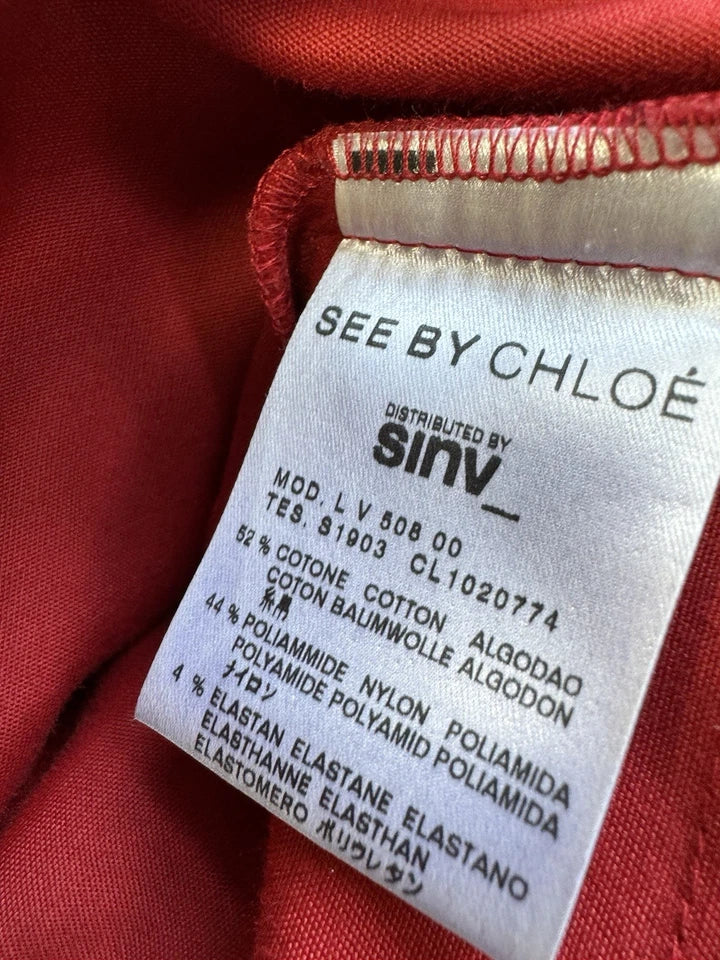 SEE BY CHLOÉ
DISTRIBUTED BY
sinv_
MOD. L V 508 00
TES. S1903 CL1020774
52 % COTONE COTTON ALGODAO
COTON BAUMWOLLE ALGODON
44 % POLIAMMIDE NYLON POLIAMIDA
POLYAMIDE POLYAMID POLIAMIDA
ナイロン
4 % ELASTAN ELASTANE ELASTANO
ELASTHANNE ELASTHAN
ELASTOMERO ポリウレタン